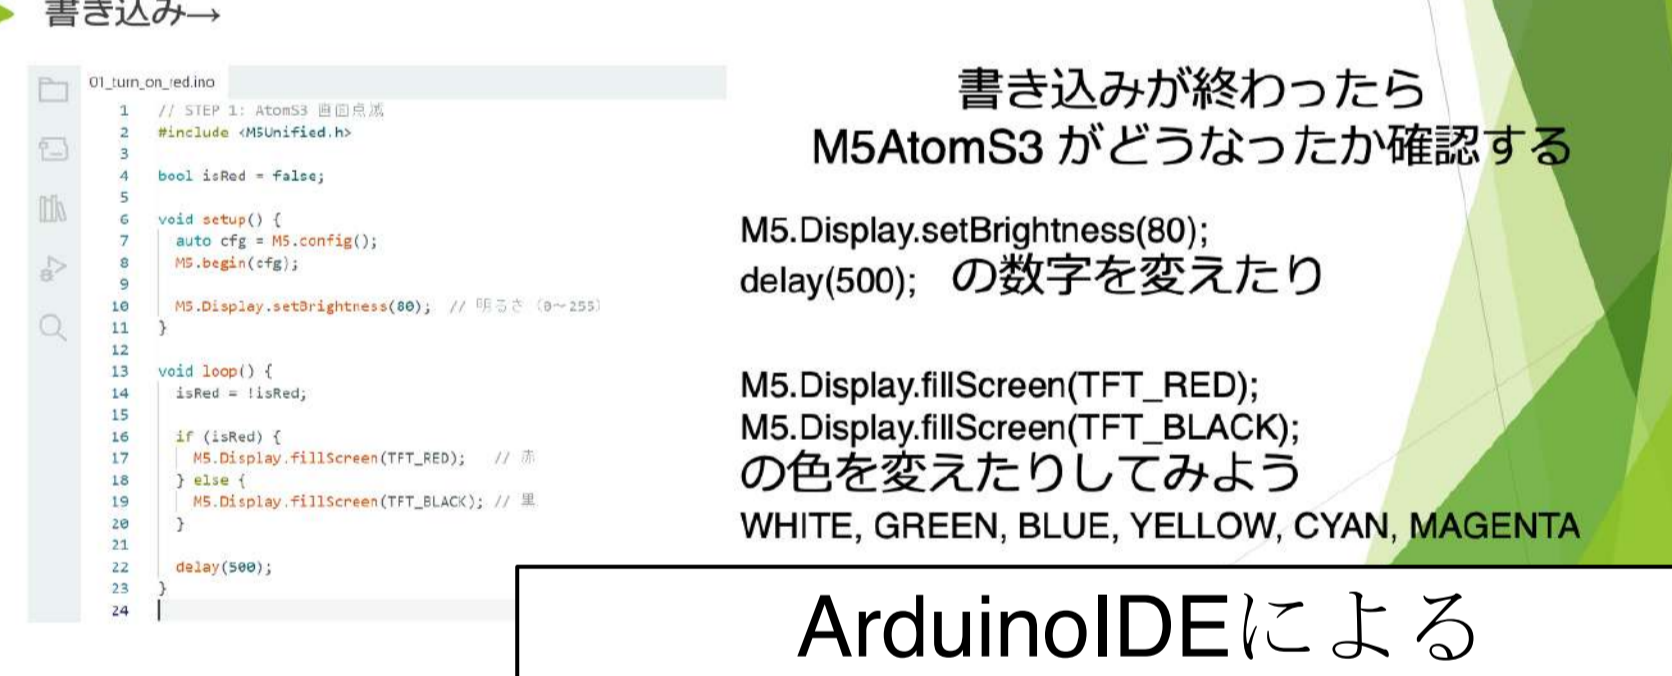 書き込み→
01_turn_on_red.ino
1 // STEP 1: AtomS3 画面点滅
2 #include <M5Unified.h>
3
4 bool isRed = false;
5
6 void setup() {
7 auto cfg = M5.config();
8 M5.begin(cfg);
9
10 M5.Display.setBrightness(80); // 明るさ（0～255）
11 }
12
13 void loop() {
14 isRed = !isRed;
15
16 if (isRed) {
17 M5.Display.fillScreen(TFT_RED); // 赤
18 } else {
19 M5.Display.fillScreen(TFT_BLACK); // 黒
20 }
21
22 delay(500);
23 }
24
書き込みが終わったら
M5AtomS3 がどうなったか確認する
M5.Display.setBrightness(80);
delay(500); の数字を変えたり
M5.Display.fillScreen(TFT_RED);
M5.Display.fillScreen(TFT_BLACK);
の色を変えたりしてみよう
WHITE, GREEN, BLUE, YELLOW, CYAN, MAGENTA
ArduinoIDEによる